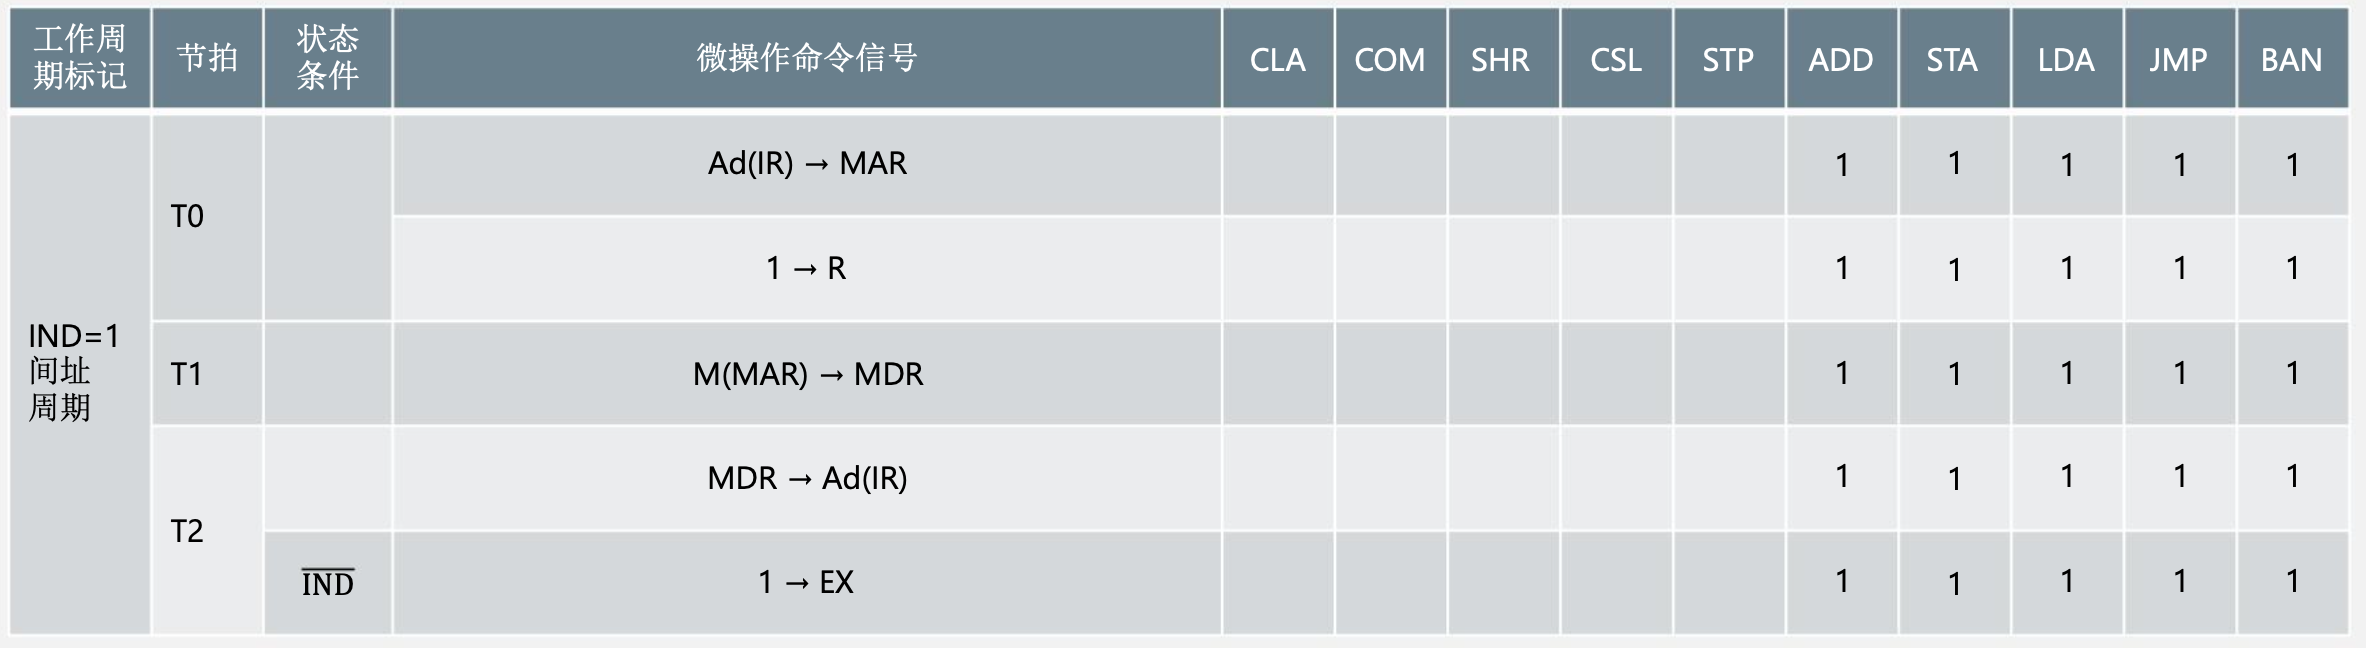 工作周期标记 节拍 状态条件 微操作命令信号 CLA COM SHR CSL STP ADD STA LDA JMP BAN
IND=1 间址周期 T0 Ad(IR) → MAR 1 1 1 1 1
1 → R 1 1 1 1 1
T1 M(MAR) → MDR 1 1 1 1 1
T2 MDR → Ad(IR) 1 1 1 1 1
I̅N̅D̅ 1 → EX 1 1 1 1 1